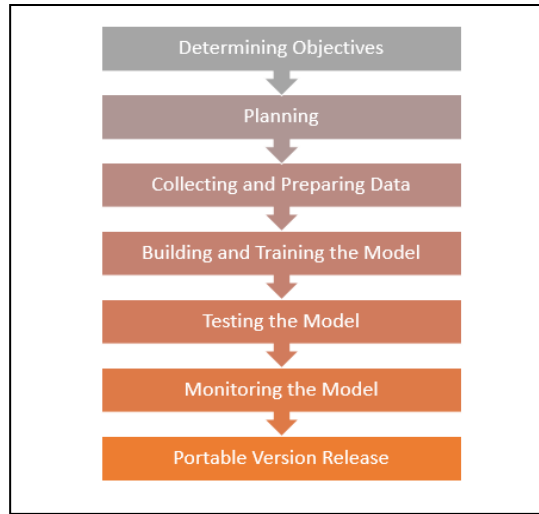 Determining Objectives
Planning
Collecting and Preparing Data
Building and Training the Model
Testing the Model
Monitoring the Model
Portable Version Release